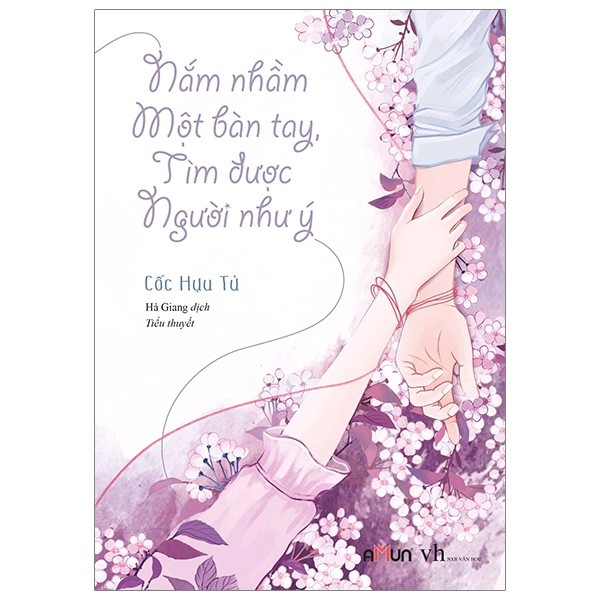 Nắm nhầm
Một bàn tay,
Tìm được
Người như ý
Cốc Hựu Tủ
Hà Giang dịch
Tiểu thuyết
AMUN vh NXB VĂN HỌC